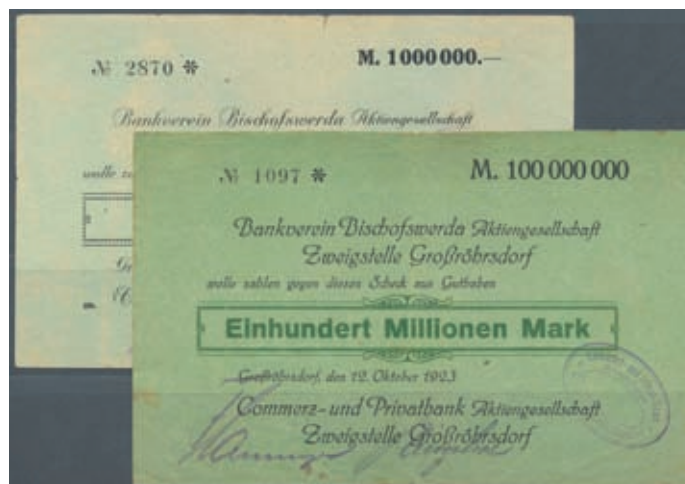 № 2870 *
M. 1000000.—
Bankverein Bischofswerda Aktiengesellschaft
wolle
№ 1097 *
M. 100 000 000
Bankverein Bischofswerda Aktiengesellschaft
Zweigstelle Großröhrsdorf
wolle zahlen gegen diesen Scheck aus Guthaben
Einhundert Millionen Mark
Großröhrsdorf, den 12. Oktober 1923
Commerz- und Privatbank Aktiengesellschaft
Zweigstelle Großröhrsdorf